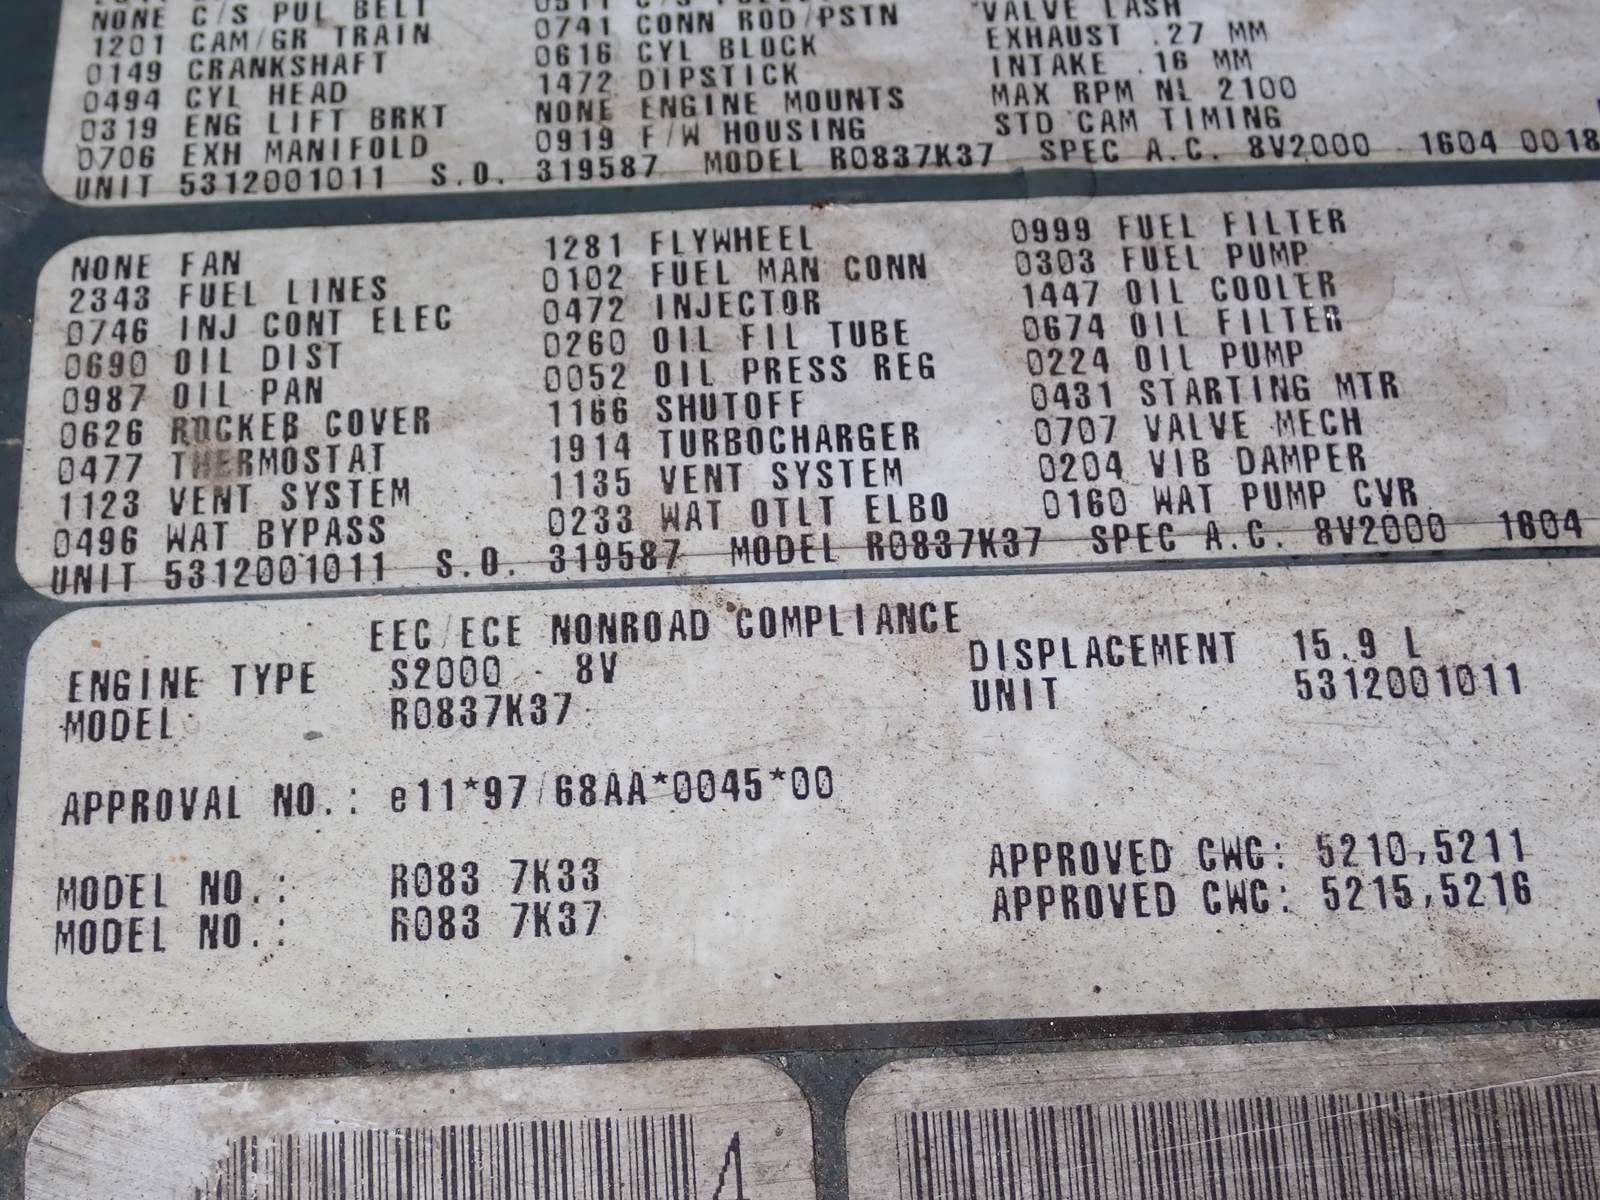 NONE C/S PUL BELT
1201 CAM/GR TRAIN 0741 CONN ROD/PSTN VALVE LASH
0149 CRANKSHAFT 0616 CYL BLOCK EXHAUST .27 MM
0494 CYL HEAD 1472 DIPSTICK INTAKE .16 MM
0319 ENG LIFT BRKT NONE ENGINE MOUNTS MAX RPM NL 2100
0706 EXH MANIFOLD 0919 F/W HOUSING STD CAM TIMING
UNIT 5312001011 S.O. 319587 MODEL R0837K37 SPEC A.C. 8V2000 1604 0018
NONE FAN 1281 FLYWHEEL 0999 FUEL FILTER
2343 FUEL LINES 0102 FUEL MAN CONN 0303 FUEL PUMP
0746 INJ CONT ELEC 0472 INJECTOR 1447 OIL COOLER
0690 OIL DIST 0260 OIL FIL TUBE 0674 OIL FILTER
0987 OIL PAN 0052 OIL PRESS REG 0224 OIL PUMP
0626 ROCKER COVER 1166 SHUTOFF 0431 STARTING MTR
0477 THERMOSTAT 1914 TURBOCHARGER 0707 VALVE MECH
1123 VENT SYSTEM 1135 VENT SYSTEM 0204 VIB DAMPER
0496 WAT BYPASS 0233 WAT OTLT ELBO 0160 WAT PUMP CVR
UNIT 5312001011 S.O. 319587 MODEL R0837K37 SPEC A.C. 8V2000 1604
EEC/ECE NONROAD COMPLIANCE
ENGINE TYPE S2000 - 8V DISPLACEMENT 15.9 L
MODEL R0837K37 UNIT 5312001011
APPROVAL NO.: e11*97/68AA*0045*00
MODEL NO.: R083 7K33 APPROVED CWC: 5210,5211
MODEL NO.: R083 7K37 APPROVED CWC: 5215,5216